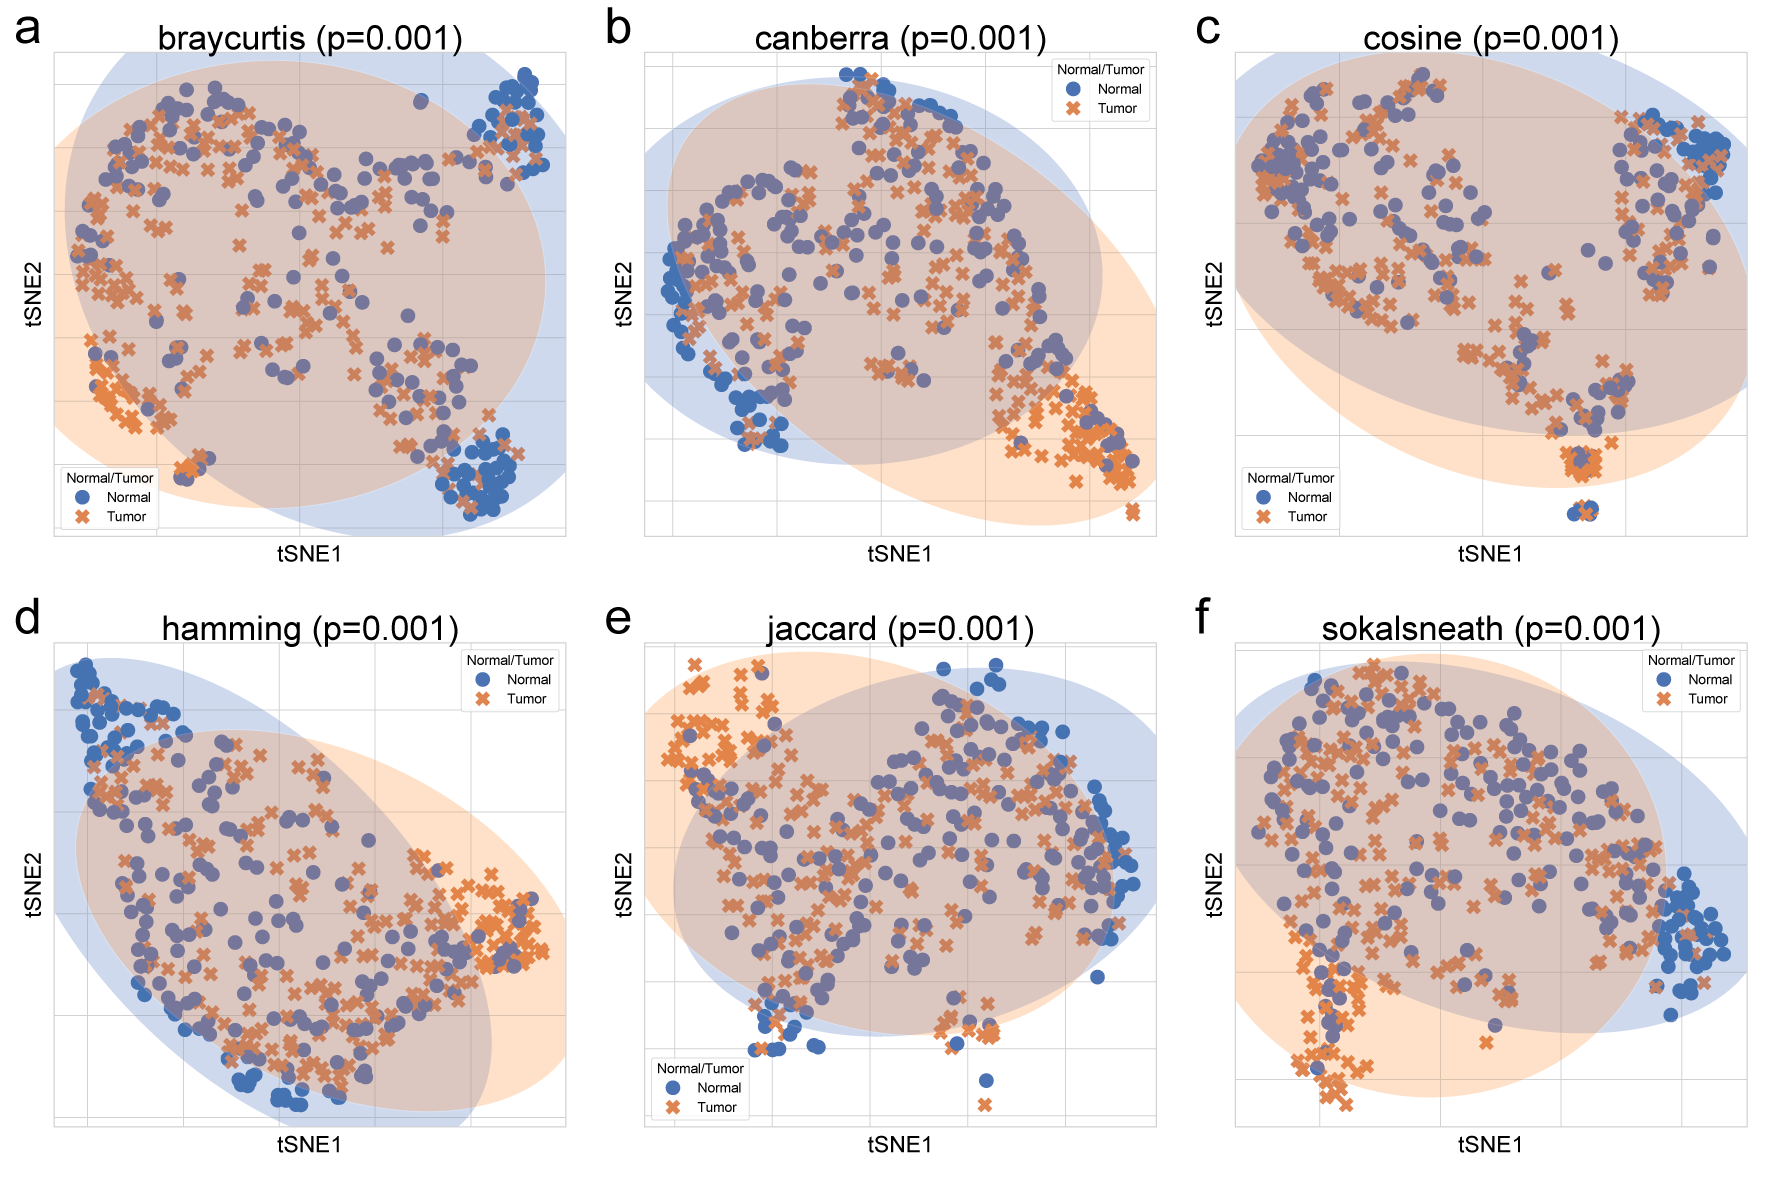 a
braycurtis (p=0.001)
tSNE2
Normal/Tumor
Normal
Tumor
tSNE1
b
canberra (p=0.001)
tSNE2
Normal/Tumor
Normal
Tumor
tSNE1
c
cosine (p=0.001)
tSNE2
Normal/Tumor
Normal
Tumor
tSNE1
d
hamming (p=0.001)
tSNE2
Normal/Tumor
Normal
Tumor
tSNE1
e
jaccard (p=0.001)
tSNE2
Normal/Tumor
Normal
Tumor
tSNE1
f
sokalsneath (p=0.001)
tSNE2
Normal/Tumor
Normal
Tumor
tSNE1